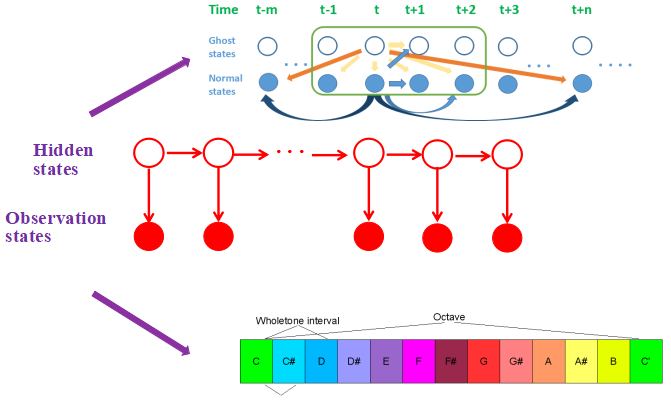 Time t-m t-1 t t+1 t+2 t+3 t+n
Ghost
states
Normal
states
Hidden
states
Observation
states
Wholetone interval
Octave
C C# D D# E F F# G G# A A# B C'